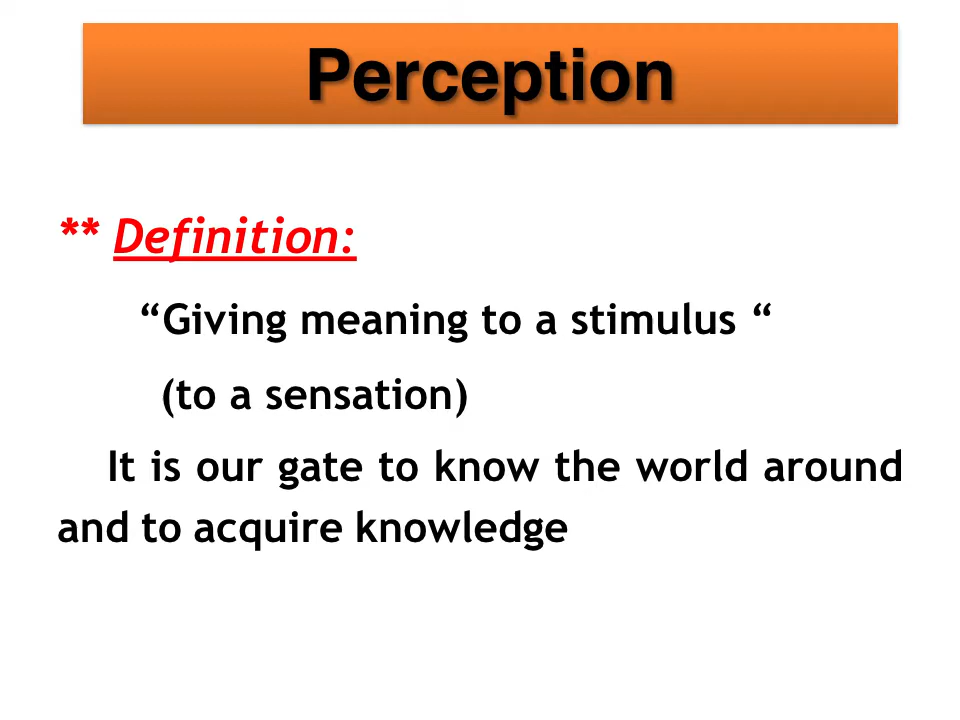 Perception
** Definition:
“Giving meaning to a stimulus “
(to a sensation)
It is our gate to know the world around
and to acquire knowledge